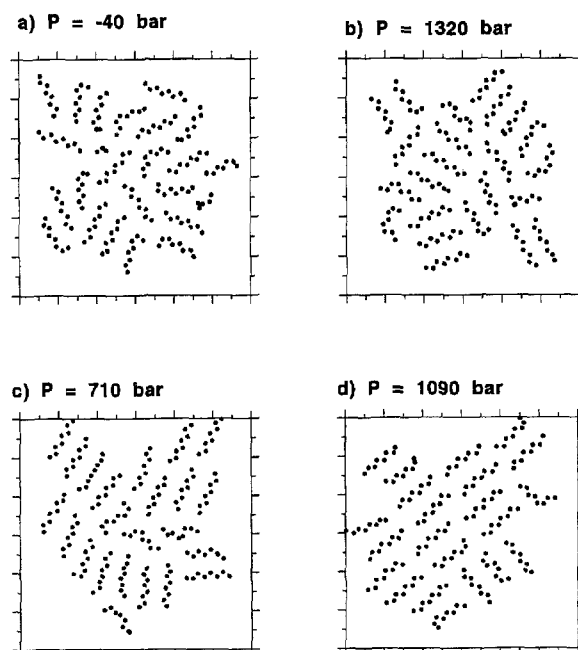 a) P = -40 bar
b) P = 1320 bar
c) P = 710 bar
d) P = 1090 bar